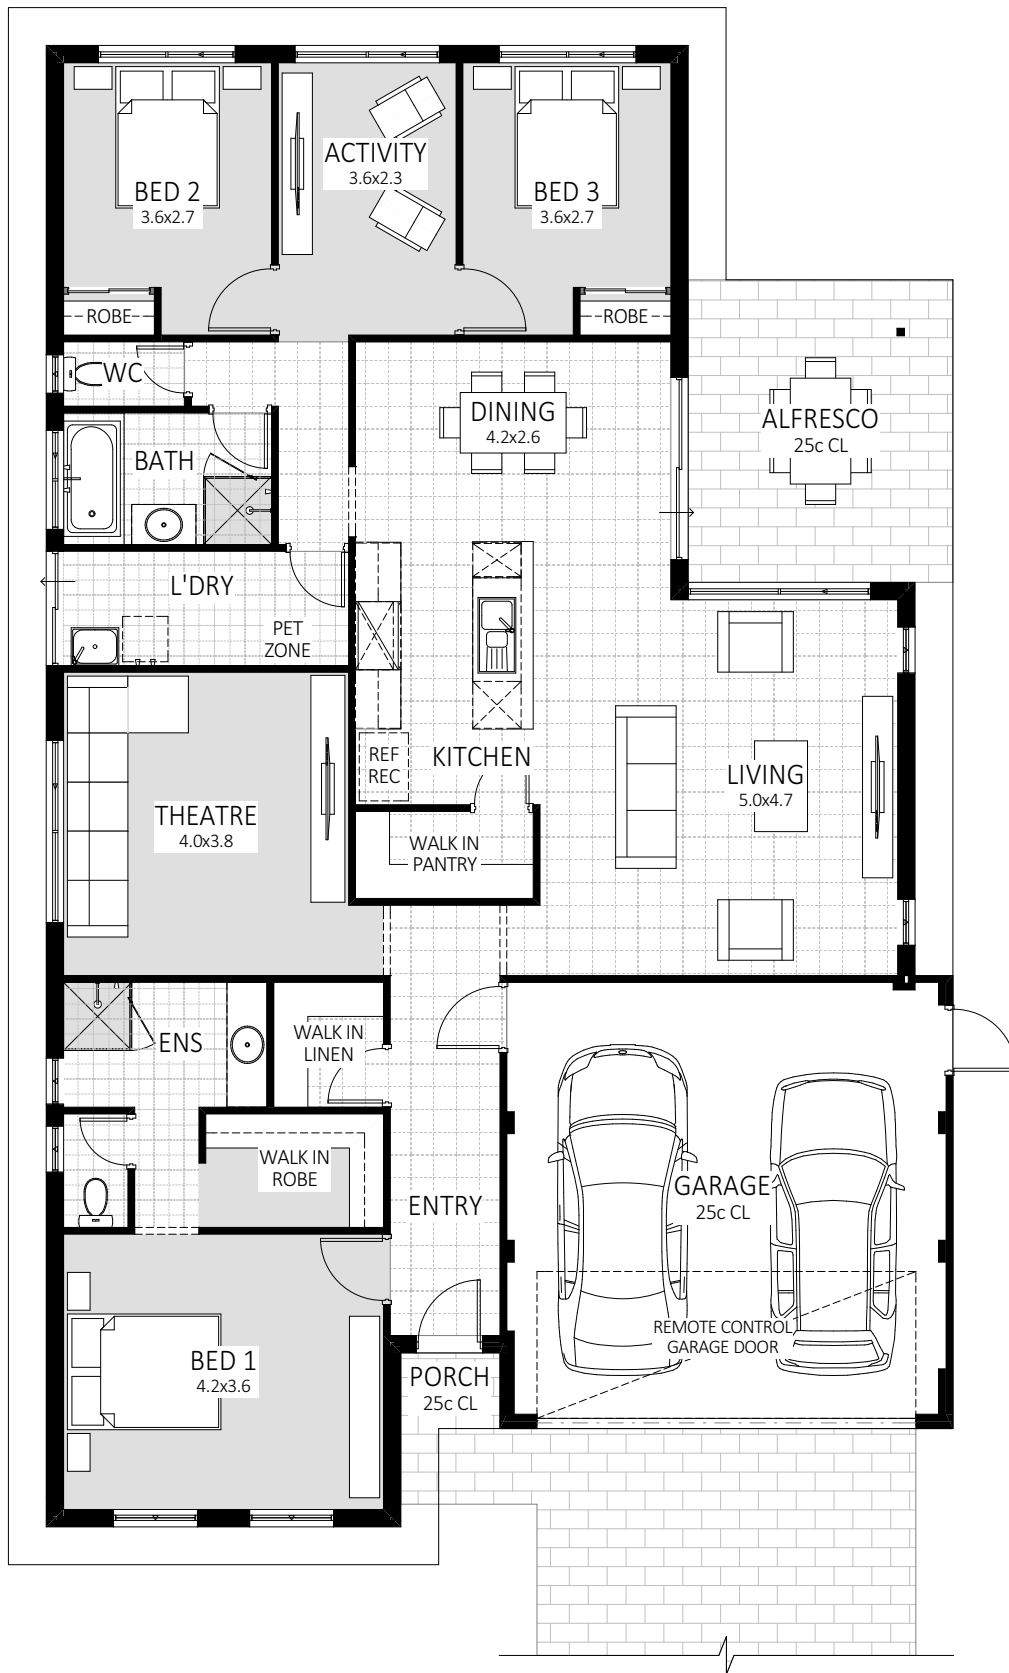 BED 2
3.6x2.7
ACTIVITY
3.6x2.3
BED 3
3.6x2.7
ROBE
ROBE
WC
DINING
4.2x2.6
ALFRESCO
25c CL
BATH
L'DRY
PET
ZONE
REF
REC
KITCHEN
LIVING
5.0x4.7
THEATRE
4.0x3.8
WALK IN
PANTRY
ENS
WALK IN
LINEN
WALK IN
ROBE
ENTRY
GARAGE
25c CL
REMOTE CONTROL
GARAGE DOOR
BED 1
4.2x3.6
PORCH
25c CL